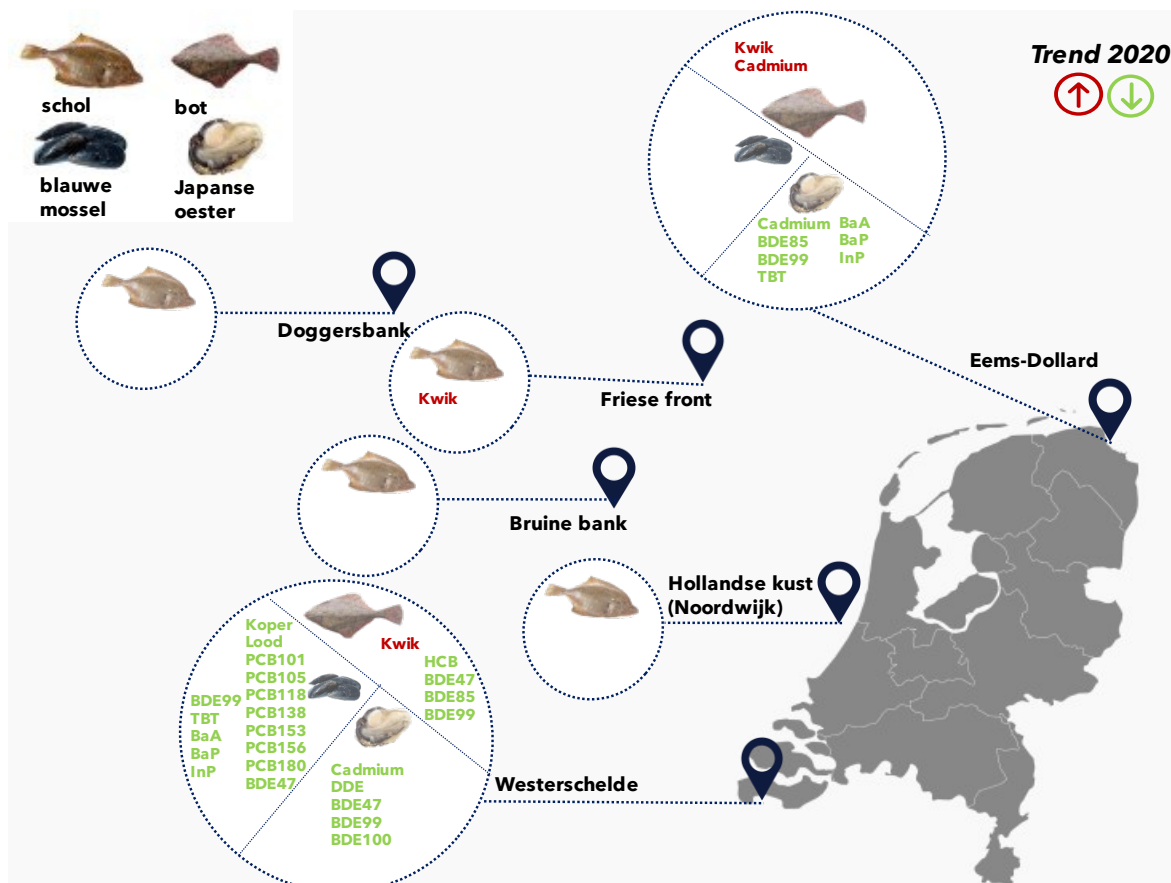 schol
bot
blauwe
mossel
Japanse
oester
Trend 2020
Kwik
Cadmium
Cadmium
BDE85
BDE99
TBT
BaA
BaP
InP
Eems-Dollard
Doggersbank
Kwik
Friese front
Bruine bank
Hollandse kust
(Noordwijk)
Kwik
HCB
BDE47
BDE85
BDE99
Koper
Lood
PCB101
PCB105
PCB118
PCB138
PCB153
PCB156
PCB180
BDE47
BDE99
TBT
BaA
BaP
InP
Cadmium
DDE
BDE47
BDE99
BDE100
Westerschelde